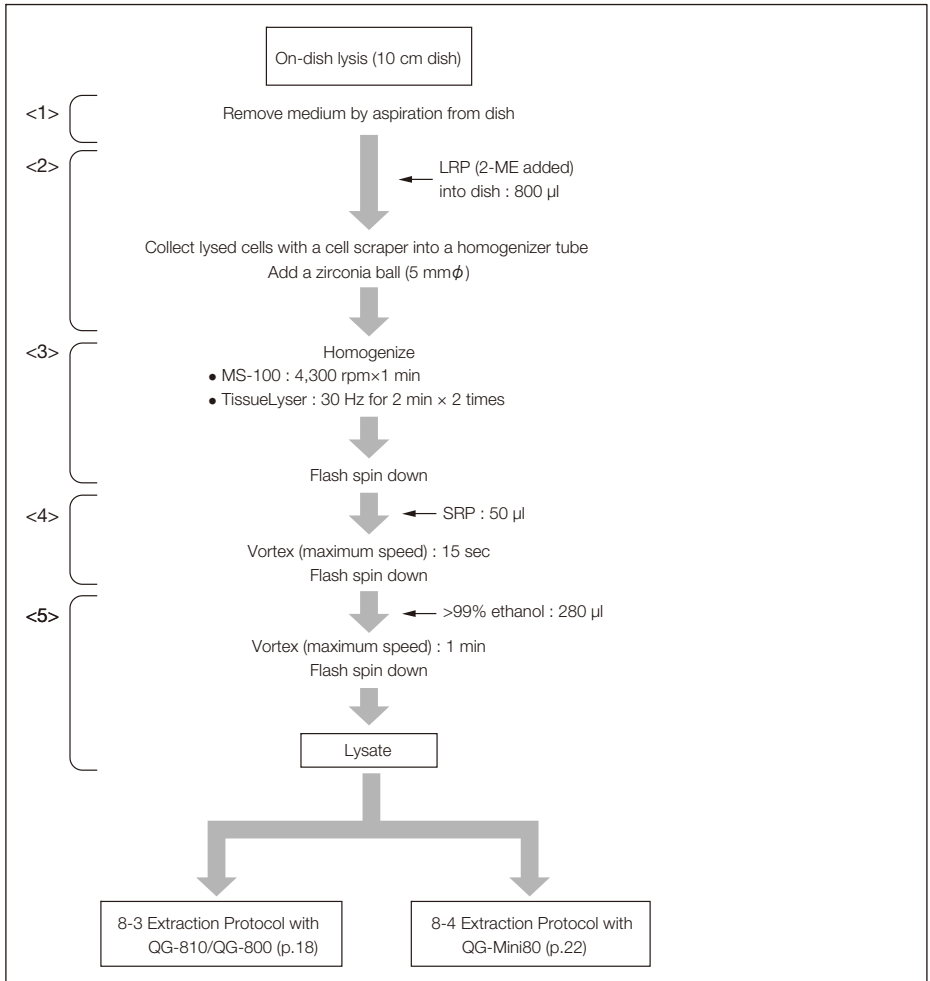 On-dish lysis (10 cm dish)
<1>
Remove medium by aspiration from dish
<2>
LRP (2-ME added)
into dish : 800 µl
Collect lysed cells with a cell scraper into a homogenizer tube
Add a zirconia ball (5 mmϕ)
<3>
Homogenize
• MS-100 : 4,300 rpm×1 min
• TissueLyser : 30 Hz for 2 min × 2 times
Flash spin down
<4>
SRP : 50 µl
Vortex (maximum speed) : 15 sec
Flash spin down
<5>
>99% ethanol : 280 µl
Vortex (maximum speed) : 1 min
Flash spin down
Lysate
8-3 Extraction Protocol with
QG-810/QG-800 (p.18)
8-4 Extraction Protocol with
QG-Mini80 (p.22)